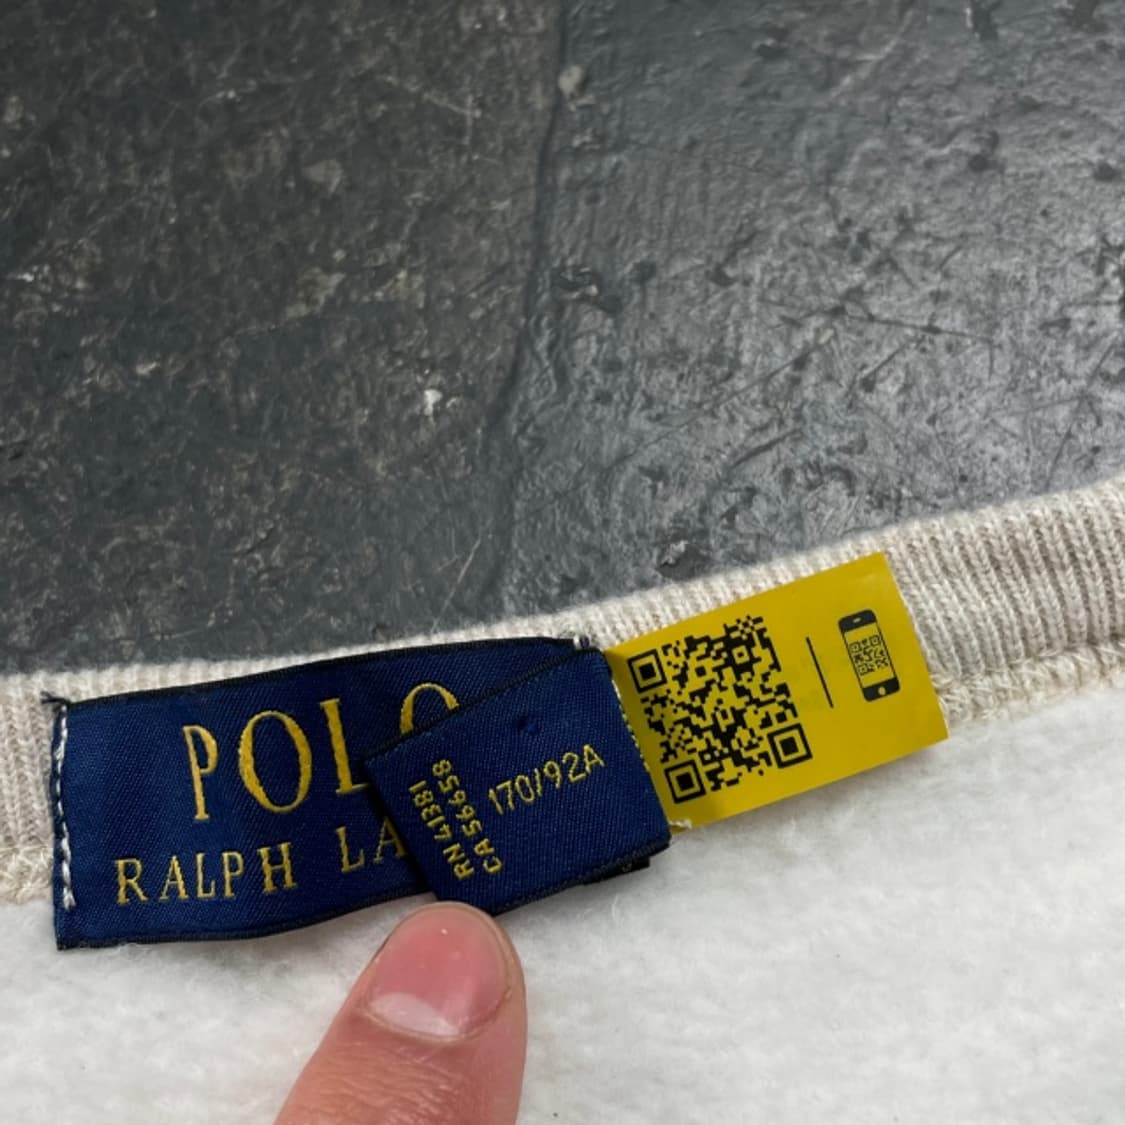 POLO
RALPH LA
RN 41381
CA 56658
170/92A